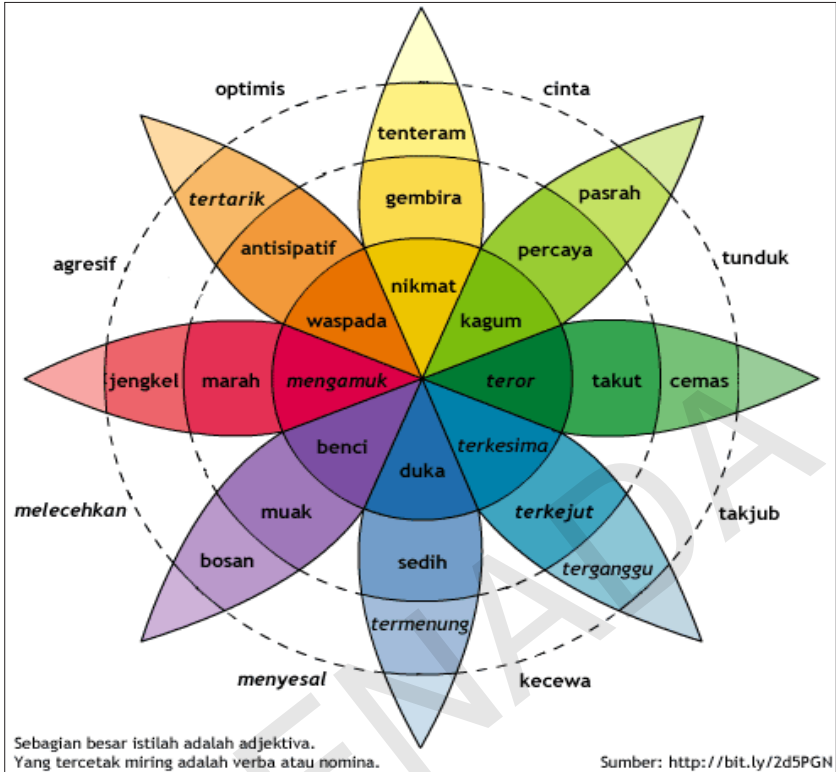 optimis
cinta
tenteram
tertarik
pasrah
gembira
antisipatif
percaya
agresif
tunduk
nikmat
waspada
kagum
jengkel
marah
mengamuk
teror
takut
cemas
benci
terkesima
duka
melecehkan
muak
terkejut
takjub
bosan
sedih
terganggu
termenung
menyesal
kecewa
Sebagian besar istilah adalah adjektiva.
Yang tercetak miring adalah verba atau nomina.
Sumber: http://bit.ly/2d5PGN
ENADA